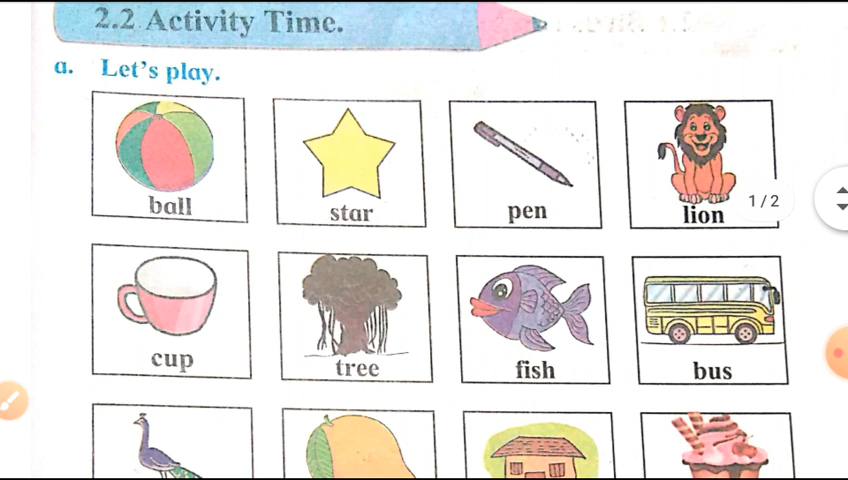 2.2 Activity Time.
a. Let's play.
ball star pen lion
1/2
cup tree fish bus